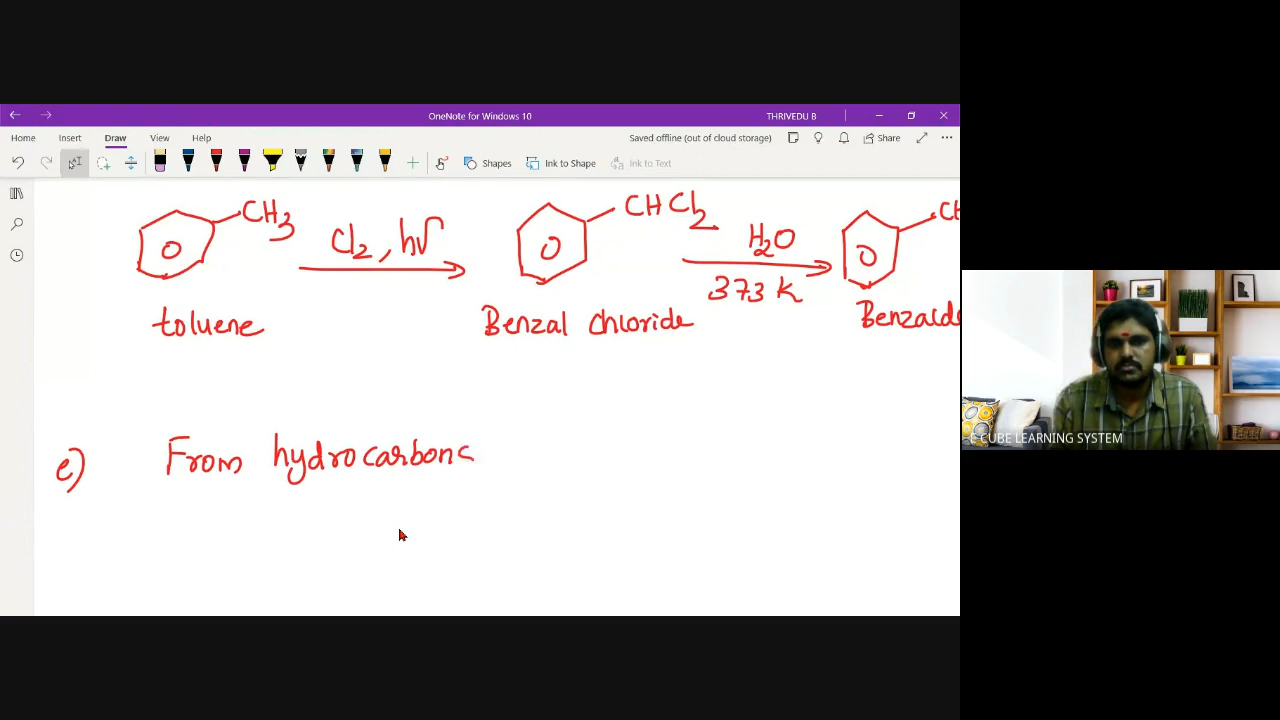 OneNote for Windows 10
THRIVEDU B
Home Insert Draw View Help
Saved offline (out of cloud storage)
Share
Shapes
Ink to Shape
Ink to Text
CH3
Cl2, hν
CHCl2
H2O
373 K
toluene
Benzal chloride
e) From hydrocarbon
C CUBE LEARNING SYSTEM